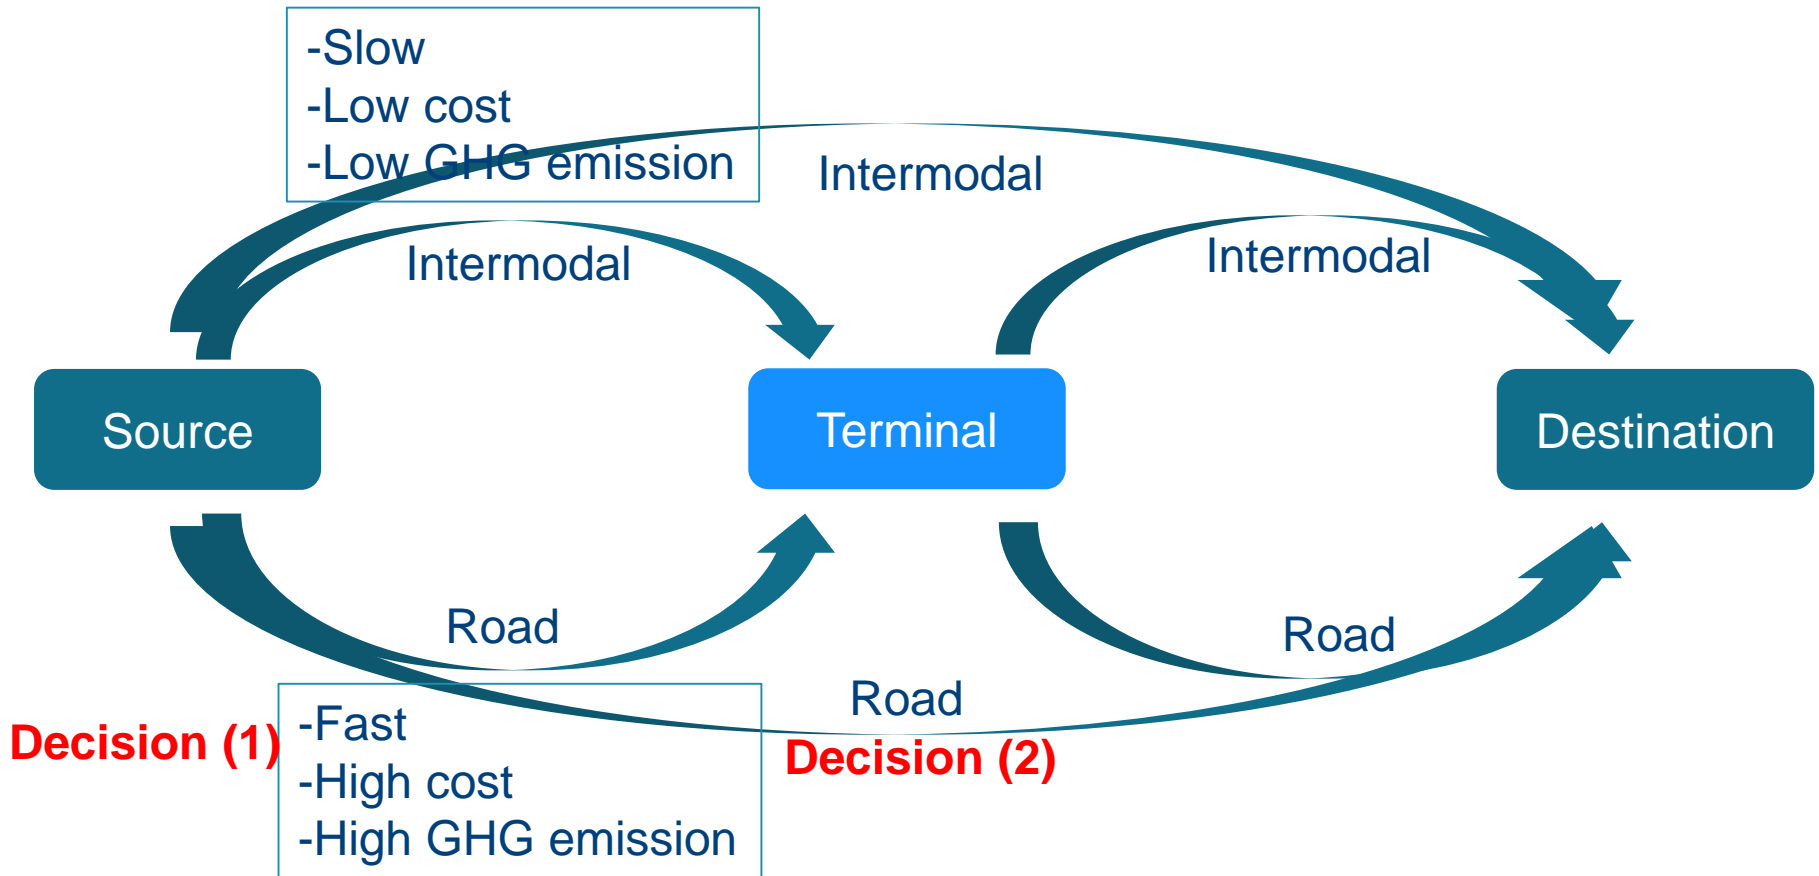 -Slow
-Low cost
-Low GHG emission
Intermodal
Intermodal
Intermodal
Source
Terminal
Destination
Road
Road
Road
Decision (1)
-Fast
-High cost
-High GHG emission
Decision (2)